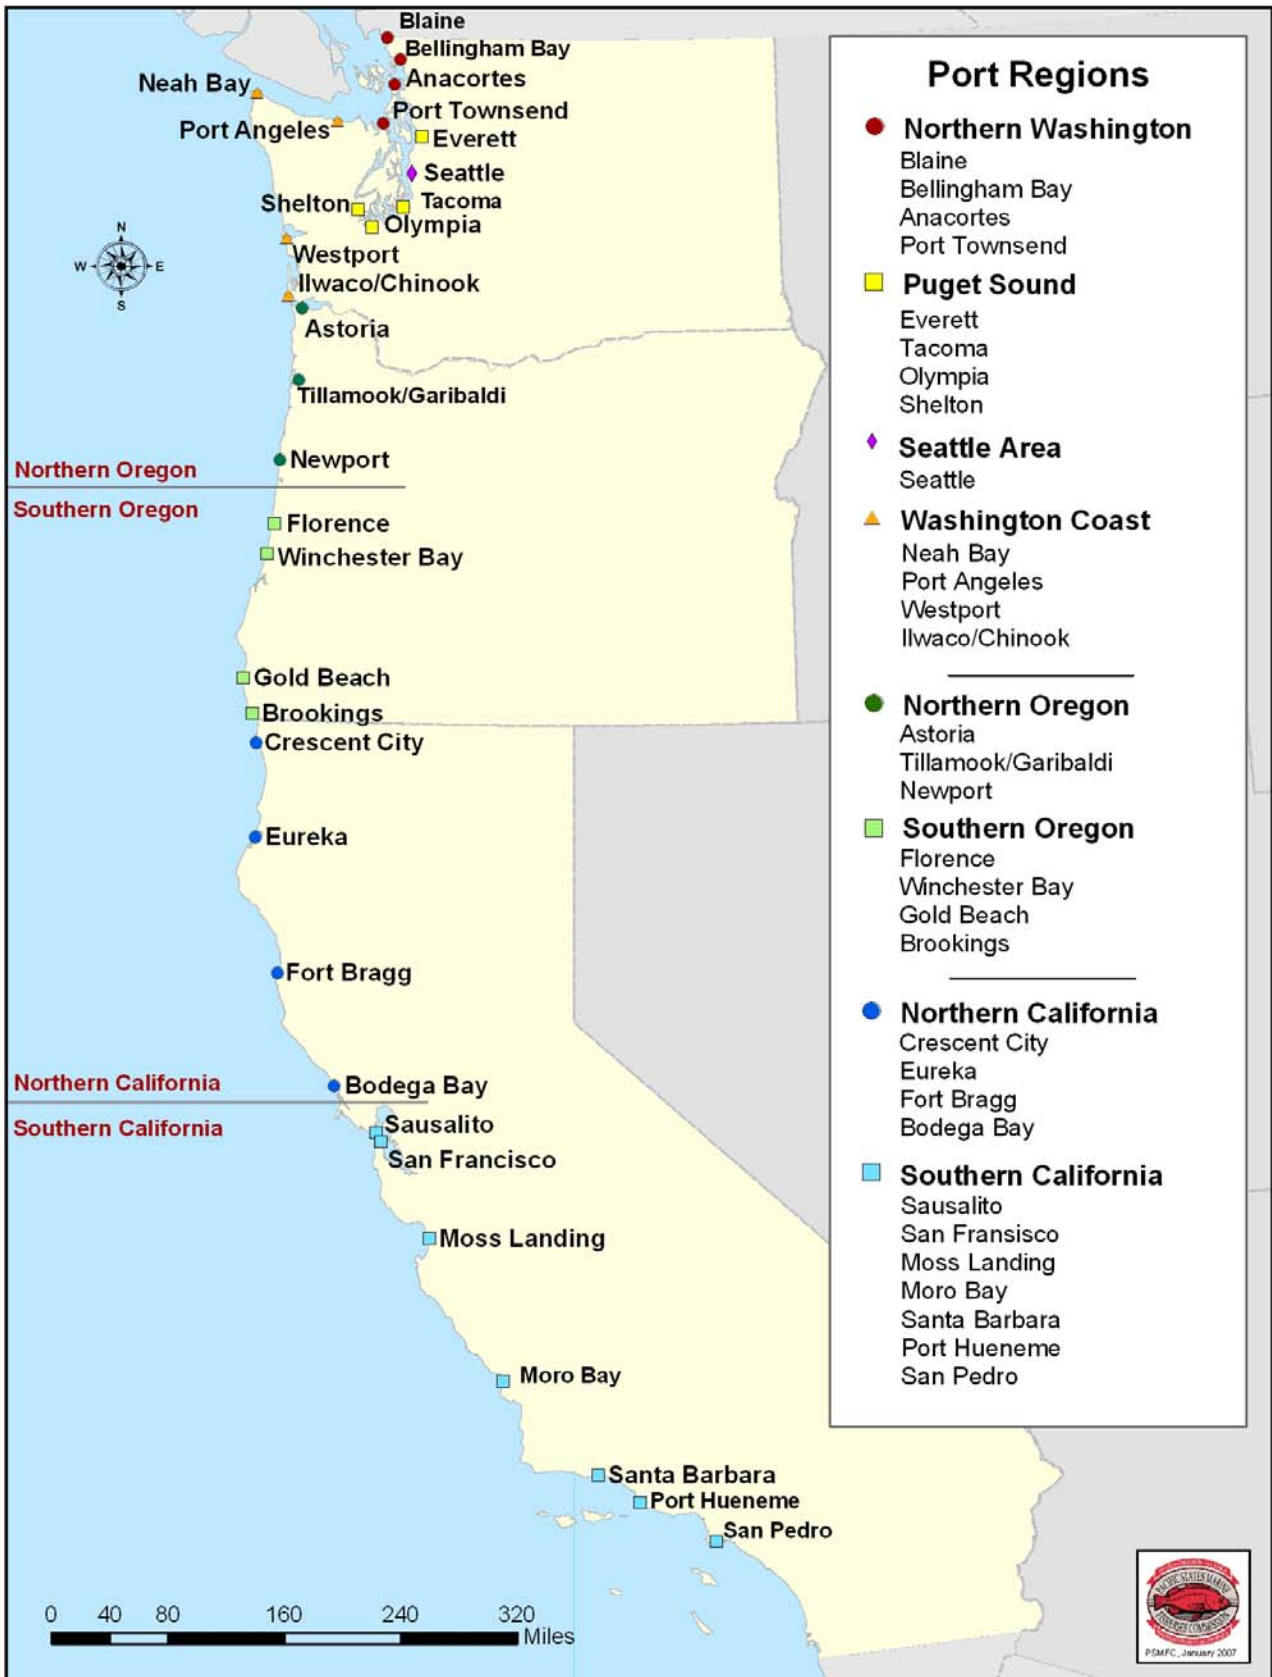 Blaine
Bellingham Bay
Neah Bay
Anacortes
Port Townsend
Port Angeles
Everett
Seattle
Shelton
Tacoma
Olympia
N
W
E
S
Westport
Ilwaco/Chinook
Astoria
Tillamook/Garibaldi
Newport
Northern Oregon
Southern Oregon
Florence
Winchester Bay
Gold Beach
Brookings
Crescent City
Eureka
Fort Bragg
Northern California
Bodega Bay
Southern California
Sausalito
San Francisco
Moss Landing
Moro Bay
Santa Barbara
Port Hueneme
San Pedro
0 40 80 160 240 320
Miles
Port Regions
Northern Washington
Blaine
Bellingham Bay
Anacortes
Port Townsend
Puget Sound
Everett
Tacoma
Olympia
Shelton
Seattle Area
Seattle
Washington Coast
Neah Bay
Port Angeles
Westport
Ilwaco/Chinook
Northern Oregon
Astoria
Tillamook/Garibaldi
Newport
Southern Oregon
Florence
Winchester Bay
Gold Beach
Brookings
Northern California
Crescent City
Eureka
Fort Bragg
Bodega Bay
Southern California
Sausalito
San Fransisco
Moss Landing
Moro Bay
Santa Barbara
Port Hueneme
San Pedro
PACIFIC STATES MARINE
FISHERIES COMMISSION
PSMFC, January 2007